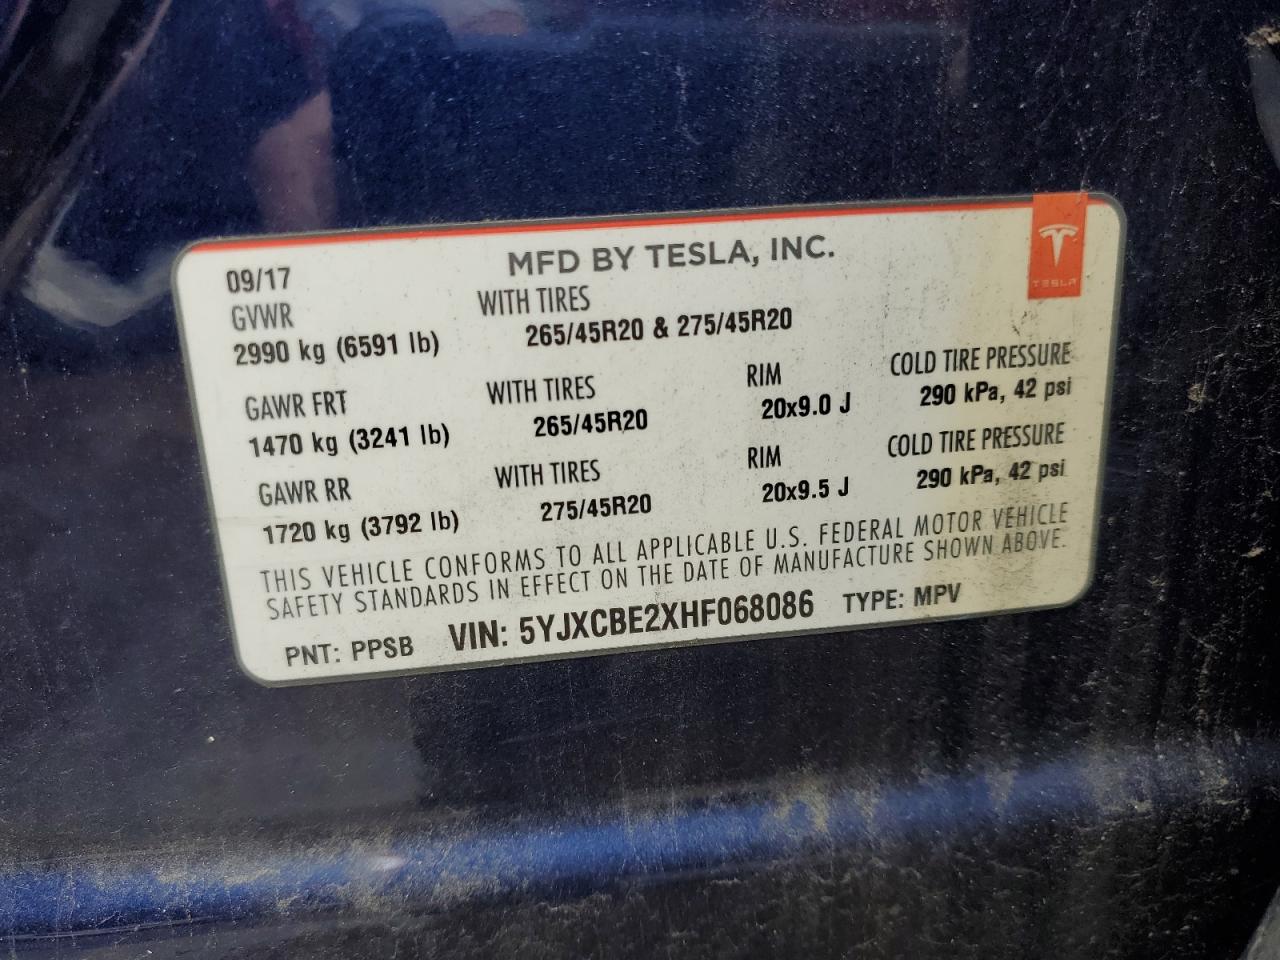 MFD BY TESLA, INC.
TESLA
09/17
GVWR WITH TIRES
2990 kg (6591 lb) 265/45R20 & 275/45R20
GAWR FRT WITH TIRES RIM COLD TIRE PRESSURE
1470 kg (3241 lb) 265/45R20 20x9.0 J 290 kPa, 42 psi
GAWR RR WITH TIRES RIM COLD TIRE PRESSURE
1720 kg (3792 lb) 275/45R20 20x9.5 J 290 kPa, 42 psi
THIS VEHICLE CONFORMS TO ALL APPLICABLE U.S. FEDERAL MOTOR VEHICLE
SAFETY STANDARDS IN EFFECT ON THE DATE OF MANUFACTURE SHOWN ABOVE.
PNT: PPSB VIN: 5YJXCBE2XHF068086 TYPE: MPV